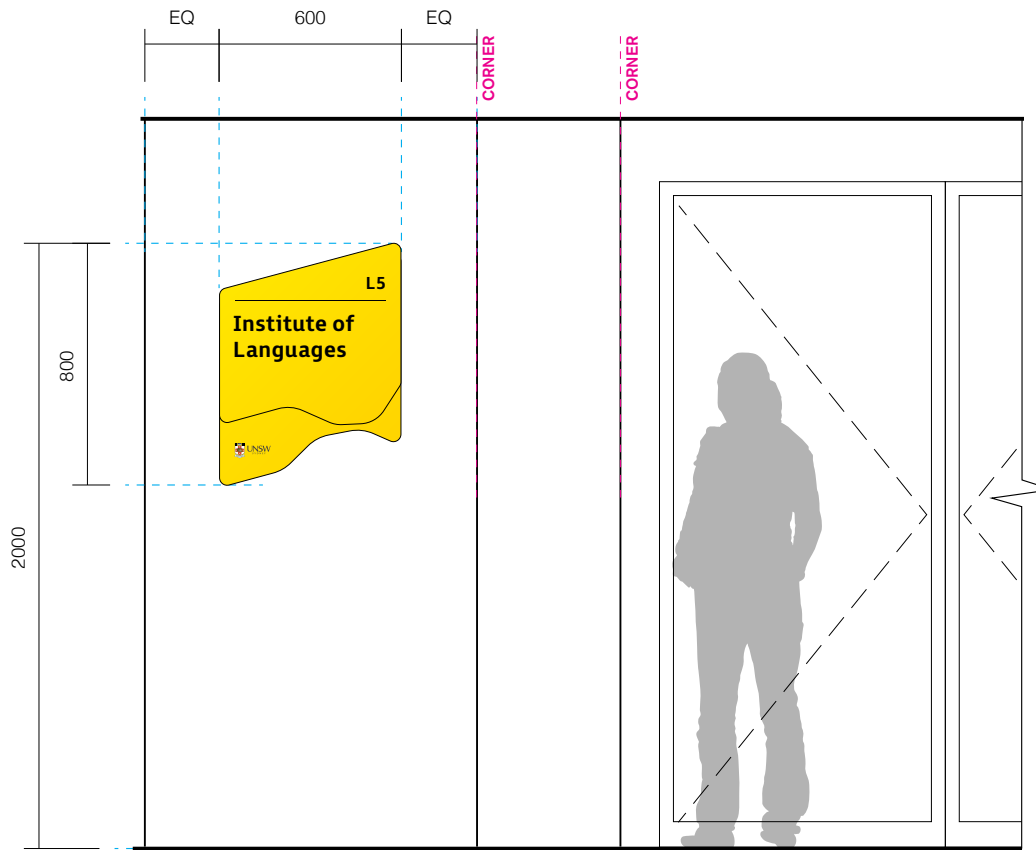 EQ
600
EQ
CORNER
CORNER
L5
Institute of
Languages
800
UNSW
2000